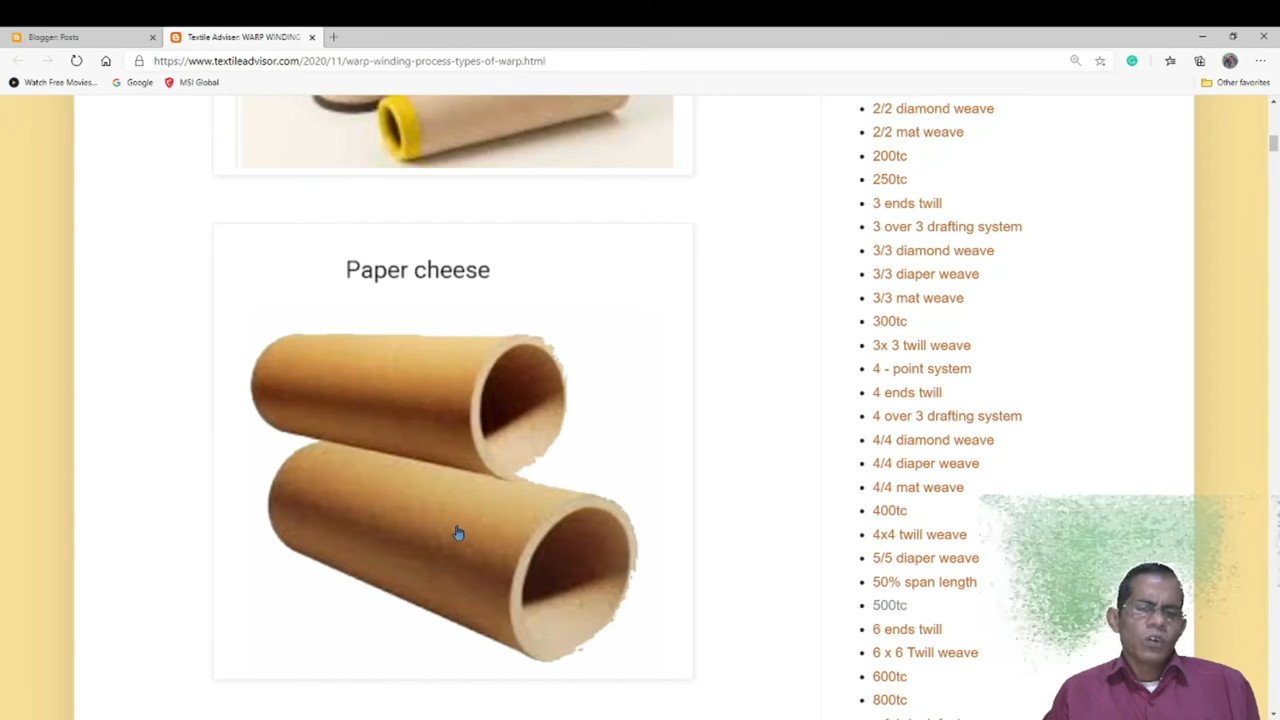 Blogger: Posts
Textile Adviser: WARP WINDING
https://www.textileadvisor.com/2020/11/warp-winding-process-types-of-warp.html
Watch Free Movies...
Google
MSI Global
Other favorites
Paper cheese
2/2 diamond weave
2/2 mat weave
200tc
250tc
3 ends twill
3 over 3 drafting system
3/3 diamond weave
3/3 diaper weave
3/3 mat weave
300tc
3x 3 twill weave
4 - point system
4 ends twill
4 over 3 drafting system
4/4 diamond weave
4/4 diaper weave
4/4 mat weave
400tc
4x4 twill weave
5/5 diaper weave
50% span length
500tc
6 ends twill
6 x 6 Twill weave
600tc
800tc